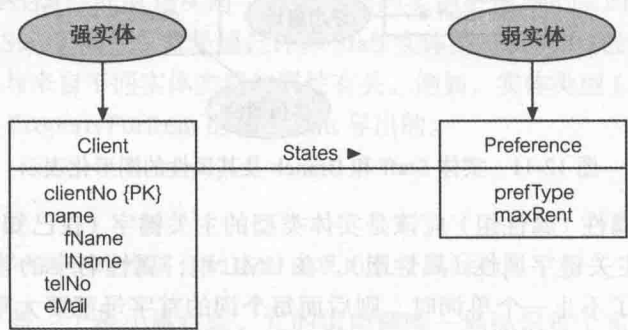 强实体
弱实体
Client
clientNo {PK}
name
fName
lName
telNo
eMail
States ►
Preference
prefType
maxRent